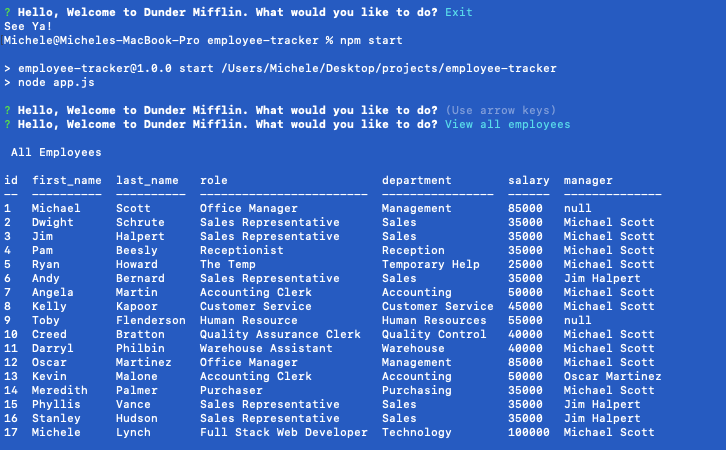 ? Hello, Welcome to Dunder Mifflin. What would you like to do? Exit
See Ya!
Michele@Micheles-MacBook-Pro employee-tracker % npm start
> employee-tracker@1.0.0 start /Users/Michele/Desktop/projects/employee-tracker
> node app.js
? Hello, Welcome to Dunder Mifflin. What would you like to do? (Use arrow keys)
? Hello, Welcome to Dunder Mifflin. What would you like to do? View all employees
All Employees
id first_name last_name role department salary manager
1 Michael Scott Office Manager Management 85000 null
2 Dwight Schrute Sales Representative Sales 35000 Michael Scott
3 Jim Halpert Sales Representative Sales 35000 Michael Scott
4 Pam Beesly Receptionist Reception 35000 Michael Scott
5 Ryan Howard The Temp Temporary Help 25000 Michael Scott
6 Andy Bernard Sales Representative Sales 35000 Jim Halpert
7 Angela Martin Accounting Clerk Accounting 50000 Michael Scott
8 Kelly Kapoor Customer Service Customer Service 45000 Michael Scott
9 Toby Flenderson Human Resource Human Resources 55000 null
10 Creed Bratton Quality Assurance Clerk Quality Control 40000 Michael Scott
11 Darryl Philbin Warehouse Assistant Warehouse 40000 Michael Scott
12 Oscar Martinez Office Manager Management 85000 Michael Scott
13 Kevin Malone Accounting Clerk Accounting 50000 Oscar Martinez
14 Meredith Palmer Purchaser Purchasing 35000 Michael Scott
15 Phyllis Vance Sales Representative Sales 35000 Jim Halpert
16 Stanley Hudson Sales Representative Sales 35000 Jim Halpert
17 Michele Lynch Full Stack Web Developer Technology 100000 Michael Scott